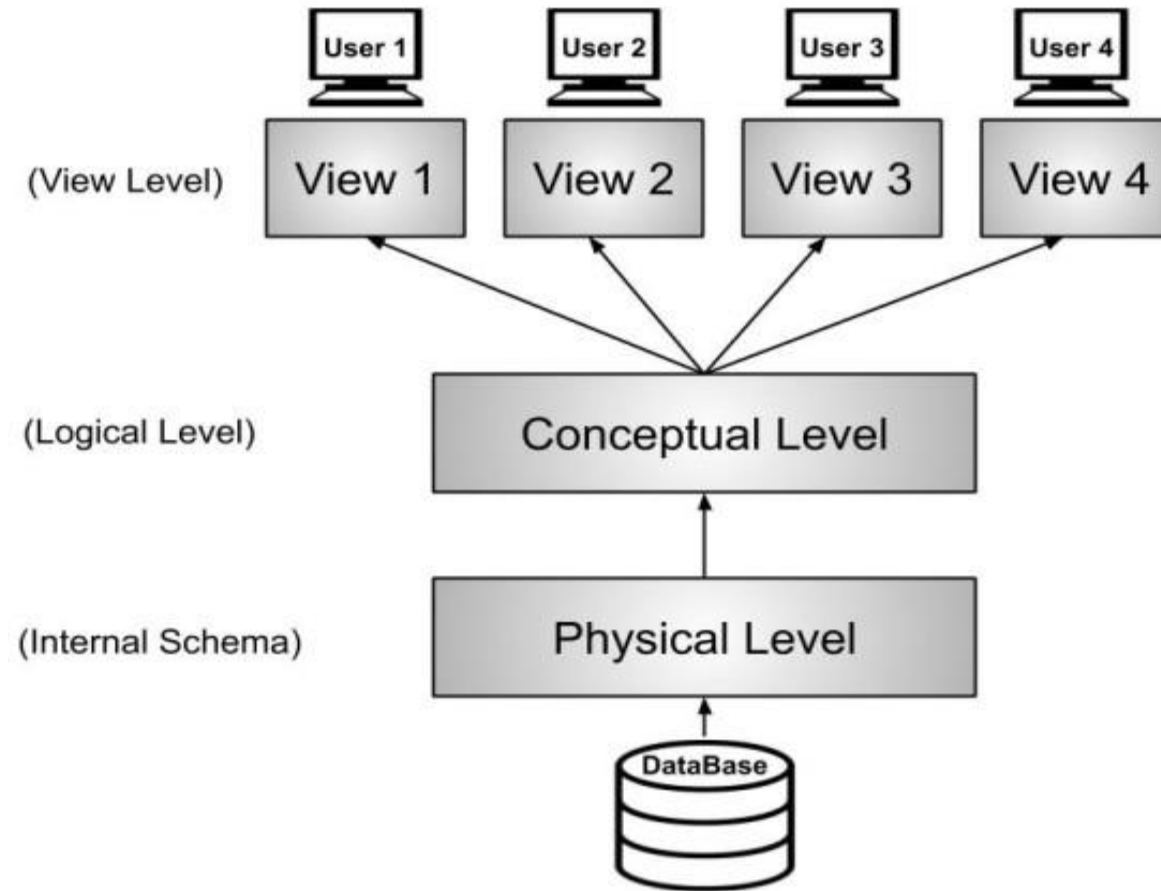 User 1
User 2
User 3
User 4
(View Level)
View 1
View 2
View 3
View 4
(Logical Level)
Conceptual Level
(Internal Schema)
Physical Level
DataBase